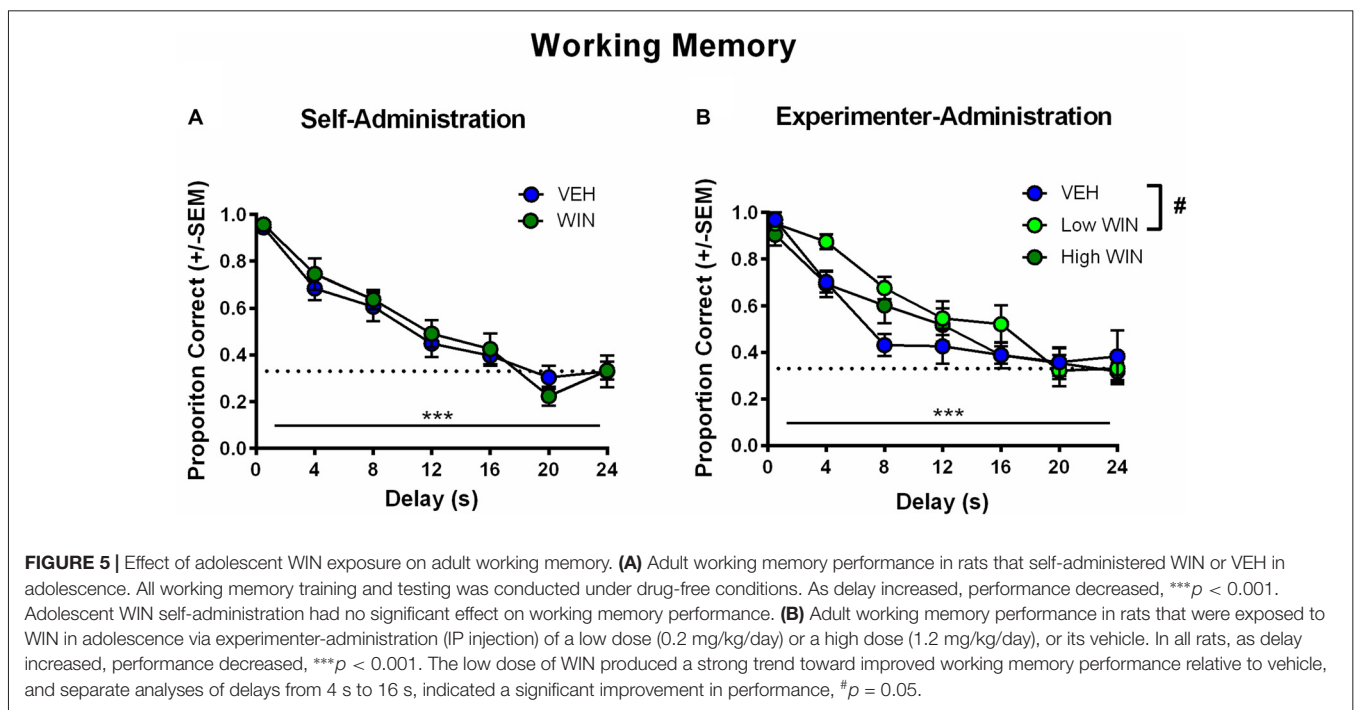 Working Memory
A
Self-Administration
B
Experimenter-Administration
VEH
WIN
VEH
Low WIN
High WIN
#
Proporiton Correct (+/-SEM)
1.0
0.8
0.6
0.4
0.2
0.0
***
0 4 8 12 16 20 24
Delay (s)
Proportion Correct (+/-SEM)
1.0
0.8
0.6
0.4
0.2
0.0
***
0 4 8 12 16 20 24
Delay (s)
FIGURE 5 | Effect of adolescent WIN exposure on adult working memory. (A) Adult working memory performance in rats that self-administered WIN or VEH in
adolescence. All working memory training and testing was conducted under drug-free conditions. As delay increased, performance decreased, ***p < 0.001.
Adolescent WIN self-administration had no significant effect on working memory performance. (B) Adult working memory performance in rats that were exposed to
WIN in adolescence via experimenter-administration (IP injection) of a low dose (0.2 mg/kg/day) or a high dose (1.2 mg/kg/day), or its vehicle. In all rats, as delay
increased, performance decreased, ***p < 0.001. The low dose of WIN produced a strong trend toward improved working memory performance relative to vehicle,
and separate analyses of delays from 4 s to 16 s, indicated a significant improvement in performance, #p = 0.05.